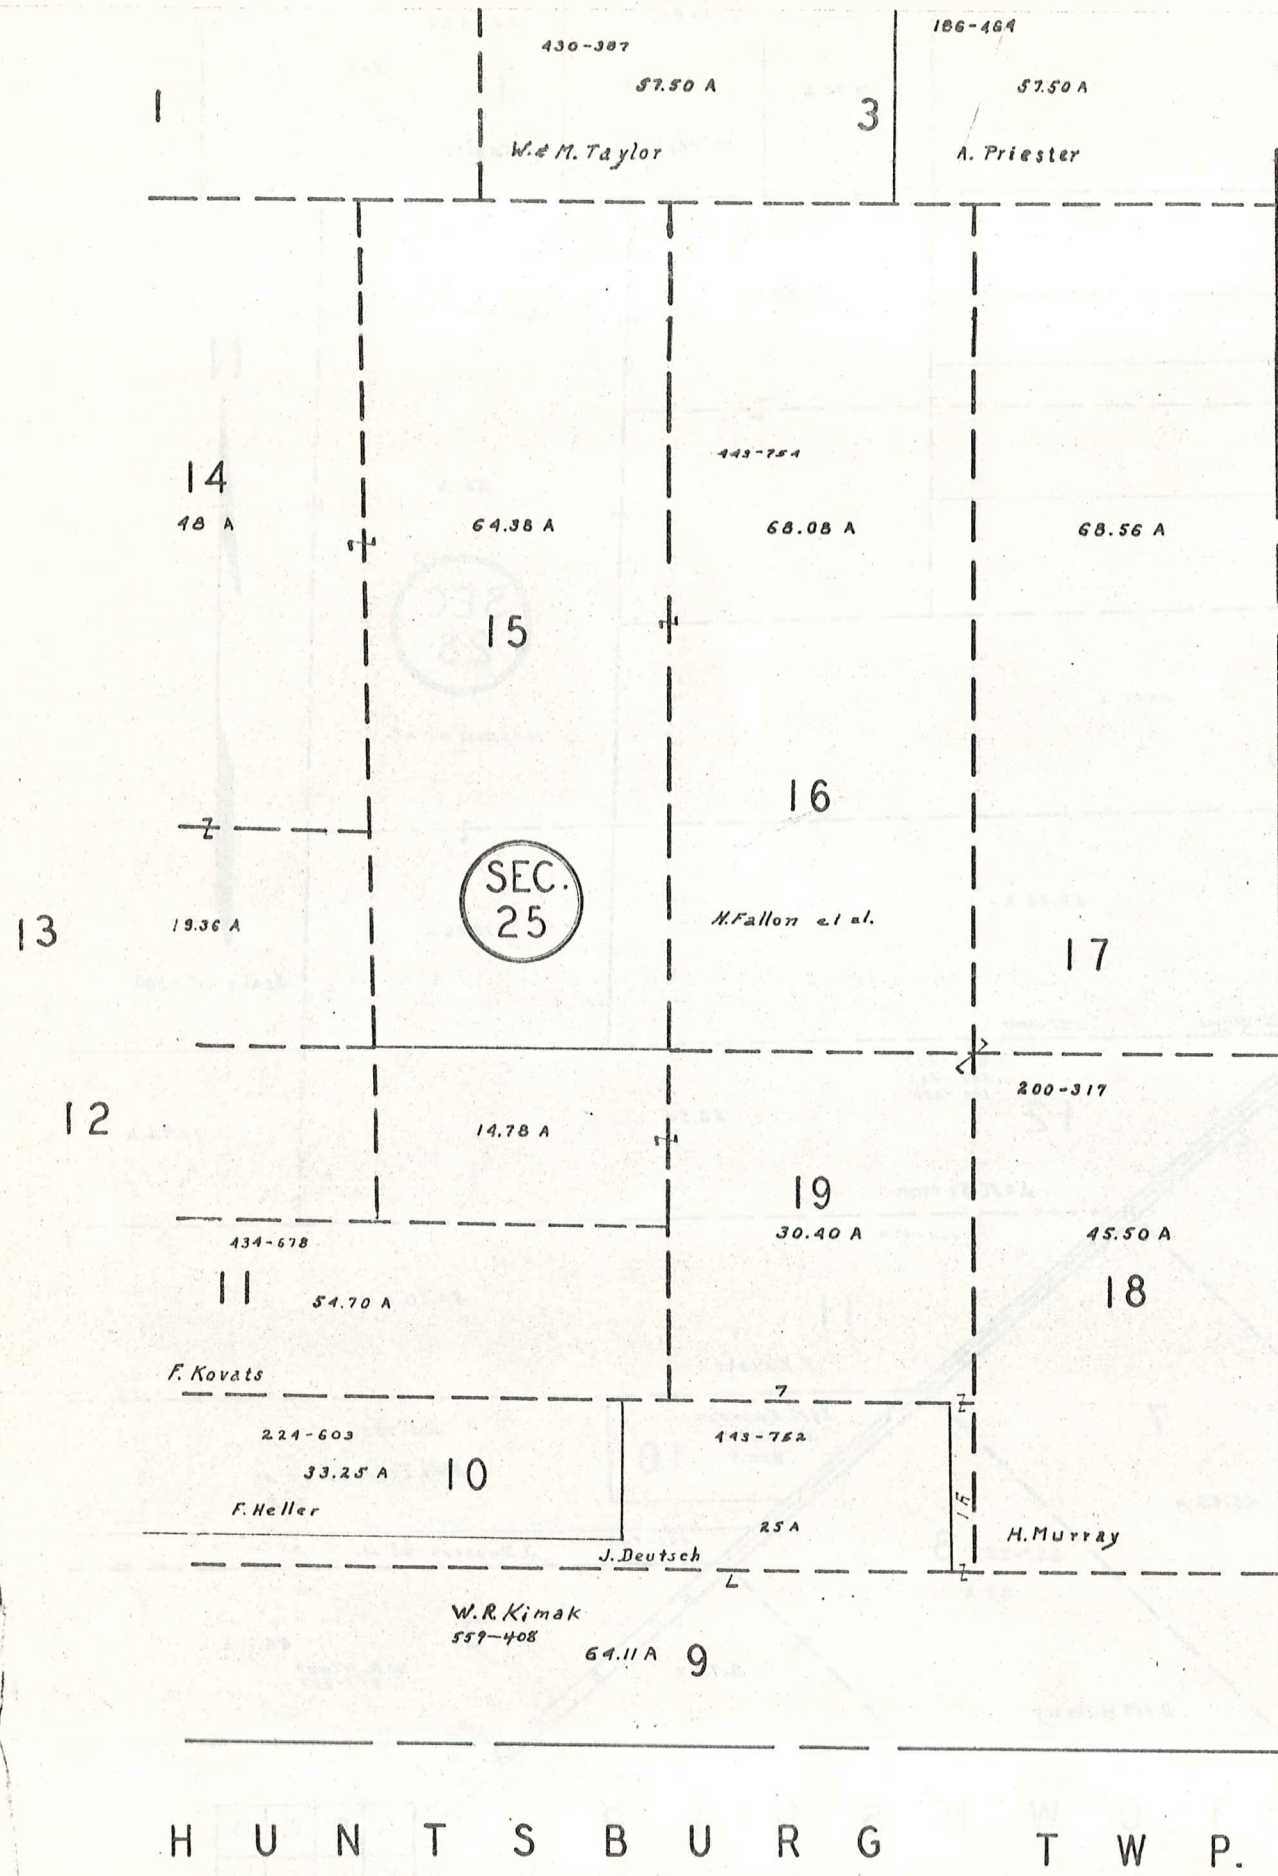 430-387
186-464
57.50 A
57.50 A
1
3
W. & M. Taylor
A. Priester
443-754
14
48 A
64.38 A
68.08 A
68.56 A
15
16
SEC.
25
13
19.36 A
H. Fallon et al.
17
200-317
12
14.78 A
19
30.40 A
45.50 A
434-678
11
54.70 A
18
F. Kovats
224-603
443-762
33.25 A
10
F. Heller
25 A
H. Murray
J. Deutsch
W. R. Kimak
559-408
64.11 A
9
HUNTSBURG TWP.